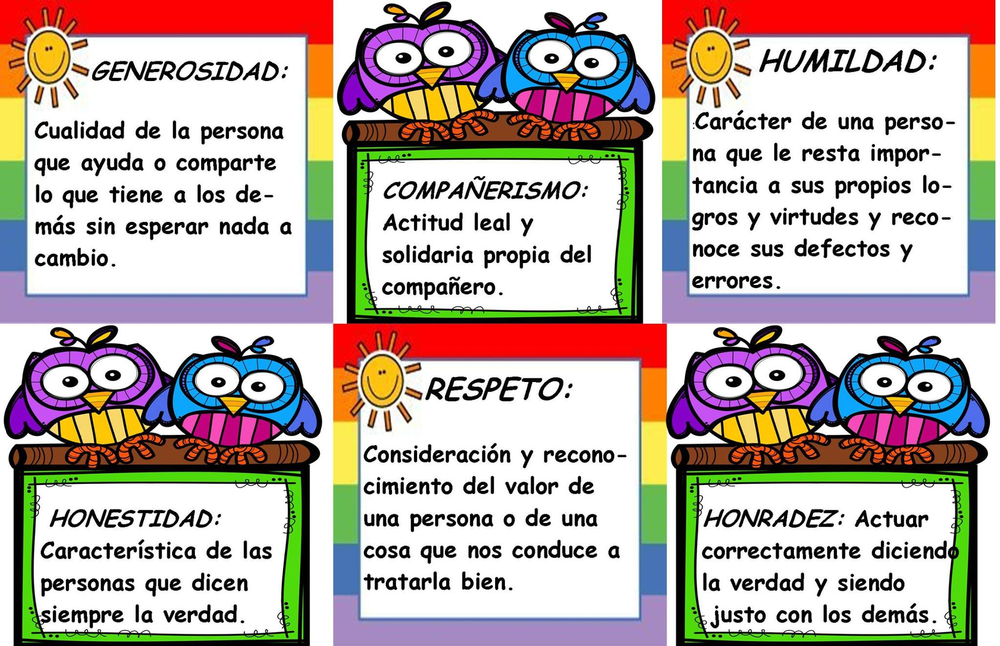 GENEROSIDAD:
Cualidad de la persona
que ayuda o comparte
lo que tiene a los de-
más sin esperar nada a
cambio.
COMPAÑERISMO:
Actitud leal y
solidaria propia del
compañero.
HUMILDAD:
:Carácter de una perso-
na que le resta impor-
tancia a sus propios lo-
gros y virtudes y reco-
noce sus defectos y
errores.
HONESTIDAD:
Característica de las
personas que dicen
siempre la verdad.
RESPETO:
Consideración y recono-
cimiento del valor de
una persona o de una
cosa que nos conduce a
tratarla bien.
HONRADEZ: Actuar
correctamente diciendo
la verdad y siendo
justo con los demás.